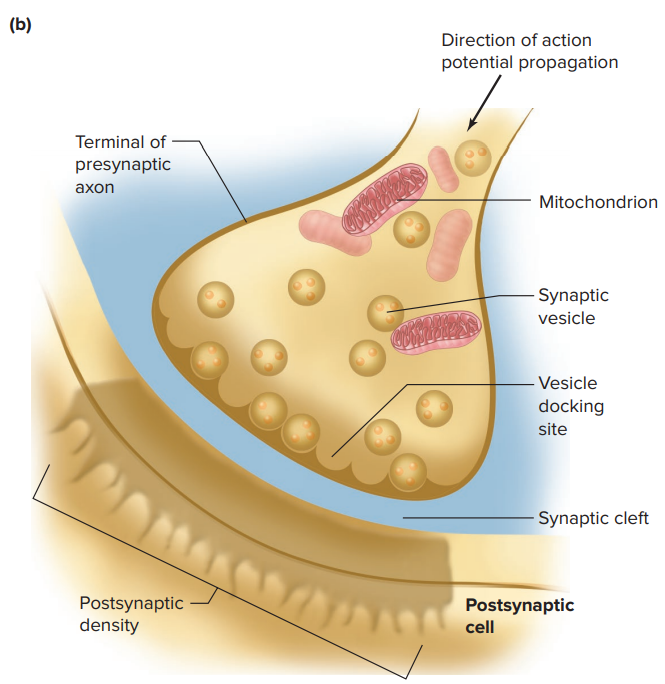 (b)
Direction of action
potential propagation
Terminal of
presynaptic
axon
Mitochondrion
Synaptic
vesicle
Vesicle
docking
site
Synaptic cleft
Postsynaptic
density
Postsynaptic
cell